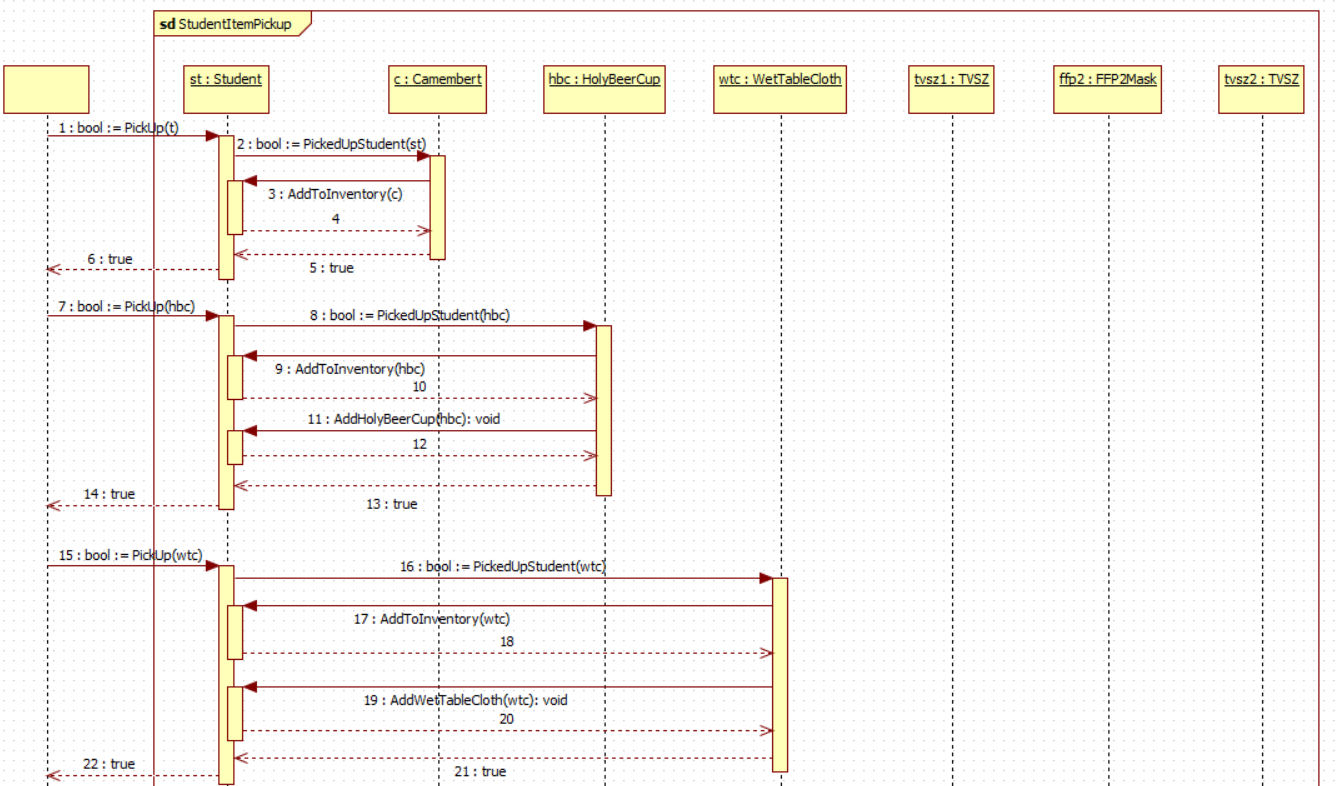 sd StudentItemPickup
st : Student
c : Camembert
hbc : HolyBeerCup
wtc : WetTableCloth
tvsz1 : TVSZ
ffp2 : FFP2Mask
tvsz2 : TVSZ
1 : bool := PickUp(t)
2 : bool := PickedUpStudent(st)
3 : AddToInventory(c)
4
5 : true
6 : true
7 : bool := PickUp(hbc)
8 : bool := PickedUpStudent(hbc)
9 : AddToInventory(hbc)
10
11 : AddHolyBeerCup(hbc): void
12
13 : true
14 : true
15 : bool := PickUp(wtc)
16 : bool := PickedUpStudent(wtc)
17 : AddToInventory(wtc)
18
19 : AddWetTableCloth(wtc): void
20
21 : true
22 : true